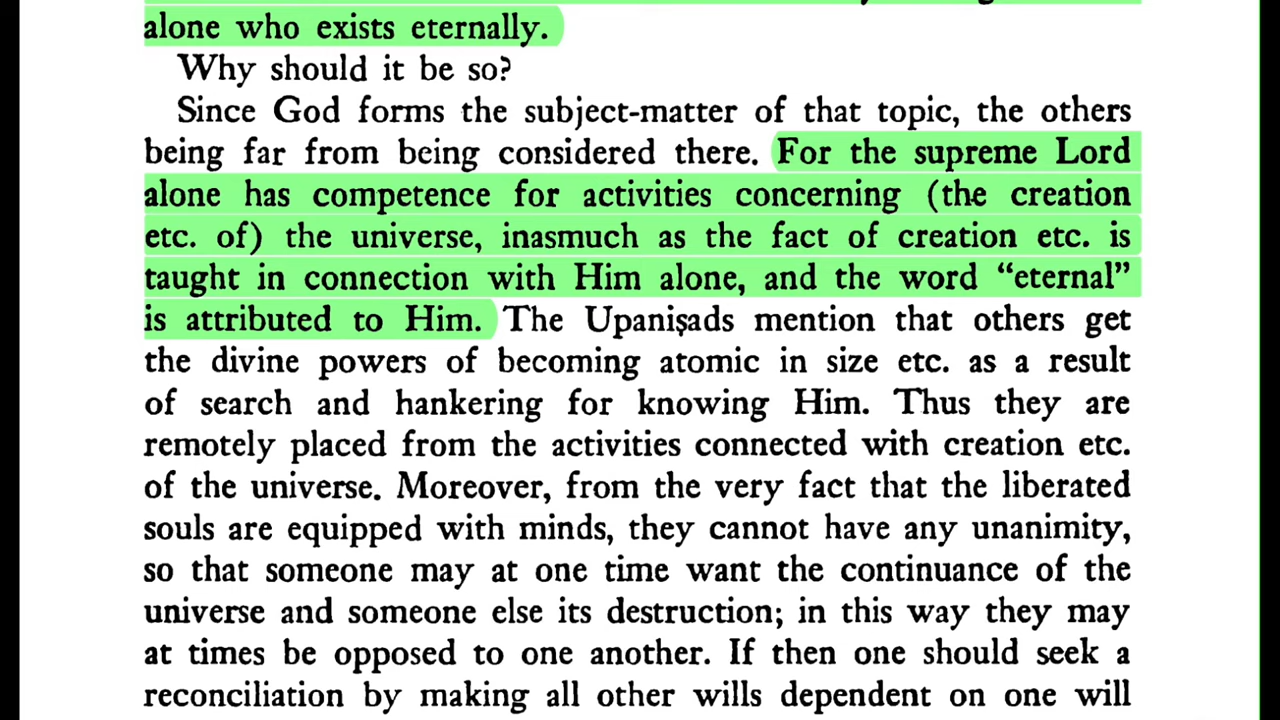 alone who exists eternally.
Why should it be so?
Since God forms the subject-matter of that topic, the others
being far from being considered there. For the supreme Lord
alone has competence for activities concerning (the creation
etc. of) the universe, inasmuch as the fact of creation etc. is
taught in connection with Him alone, and the word “eternal”
is attributed to Him. The Upaniṣads mention that others get
the divine powers of becoming atomic in size etc. as a result
of search and hankering for knowing Him. Thus they are
remotely placed from the activities connected with creation etc.
of the universe. Moreover, from the very fact that the liberated
souls are equipped with minds, they cannot have any unanimity,
so that someone may at one time want the continuance of the
universe and someone else its destruction; in this way they may
at times be opposed to one another. If then one should seek a
reconciliation by making all other wills dependent on one will